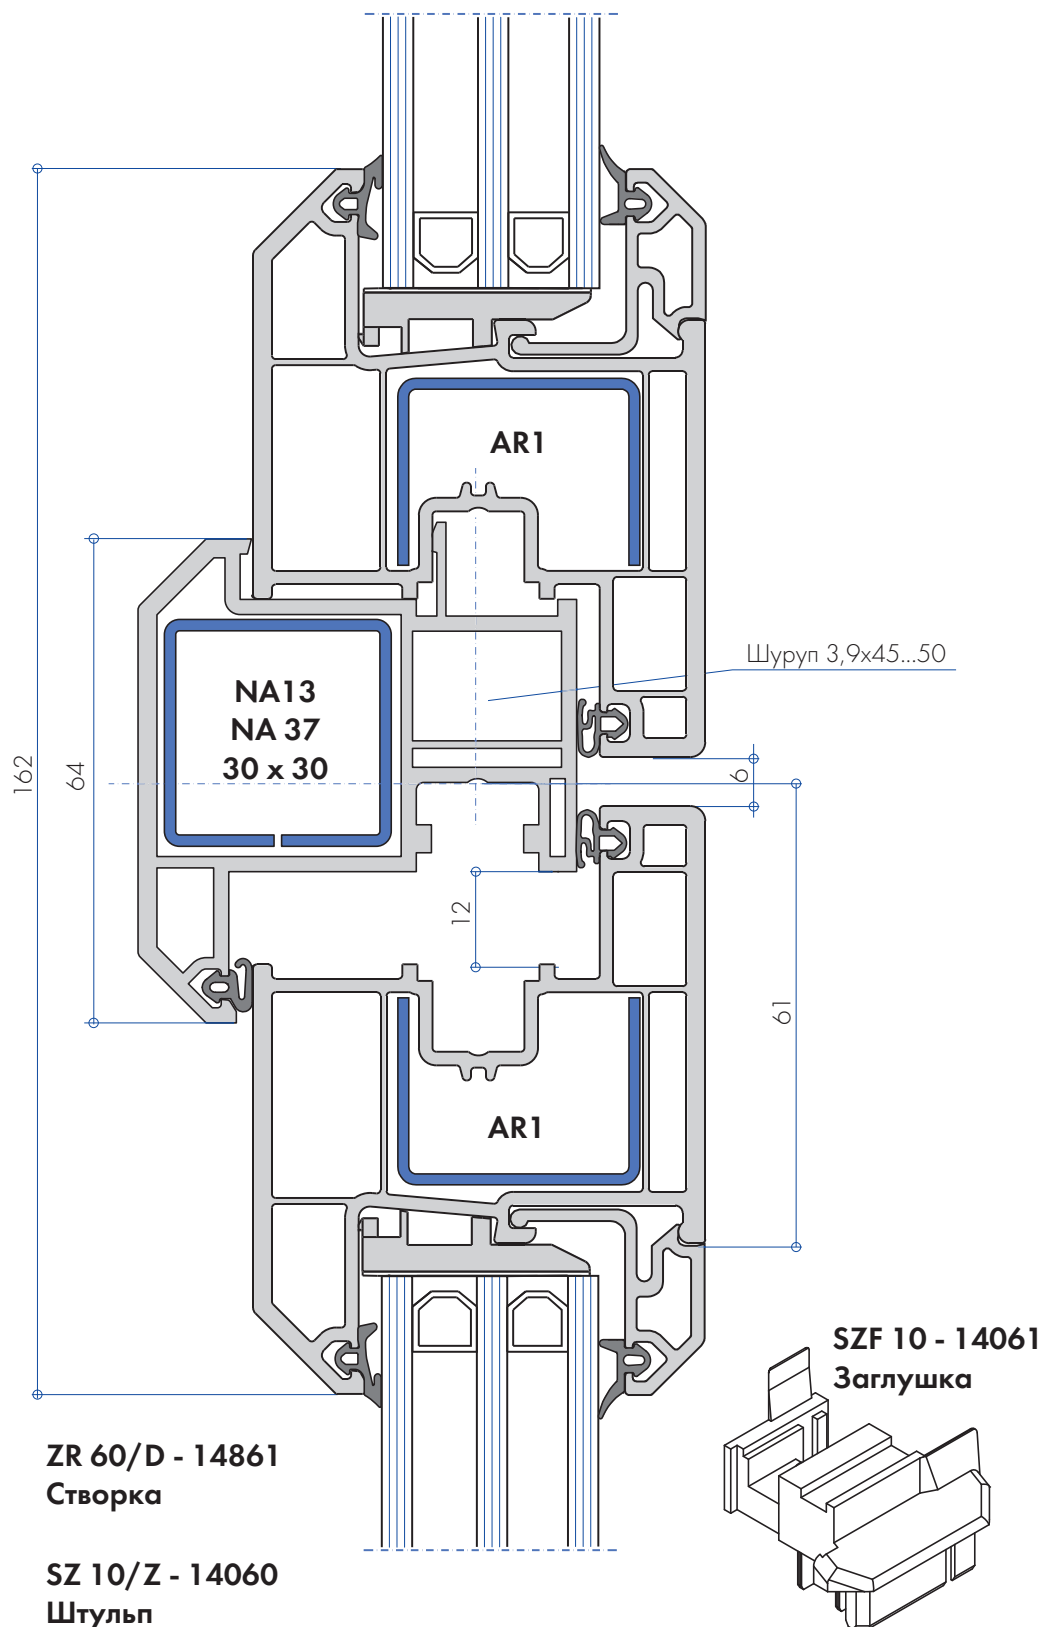 AR1
Шуруп 3,9х45...50
NA13
NA 37
30 x 30
162
64
6
12
61
AR1
SZF 10 - 14061
Заглушка
ZR 60/D - 14861
Створка
SZ 10/Z - 14060
Штульп